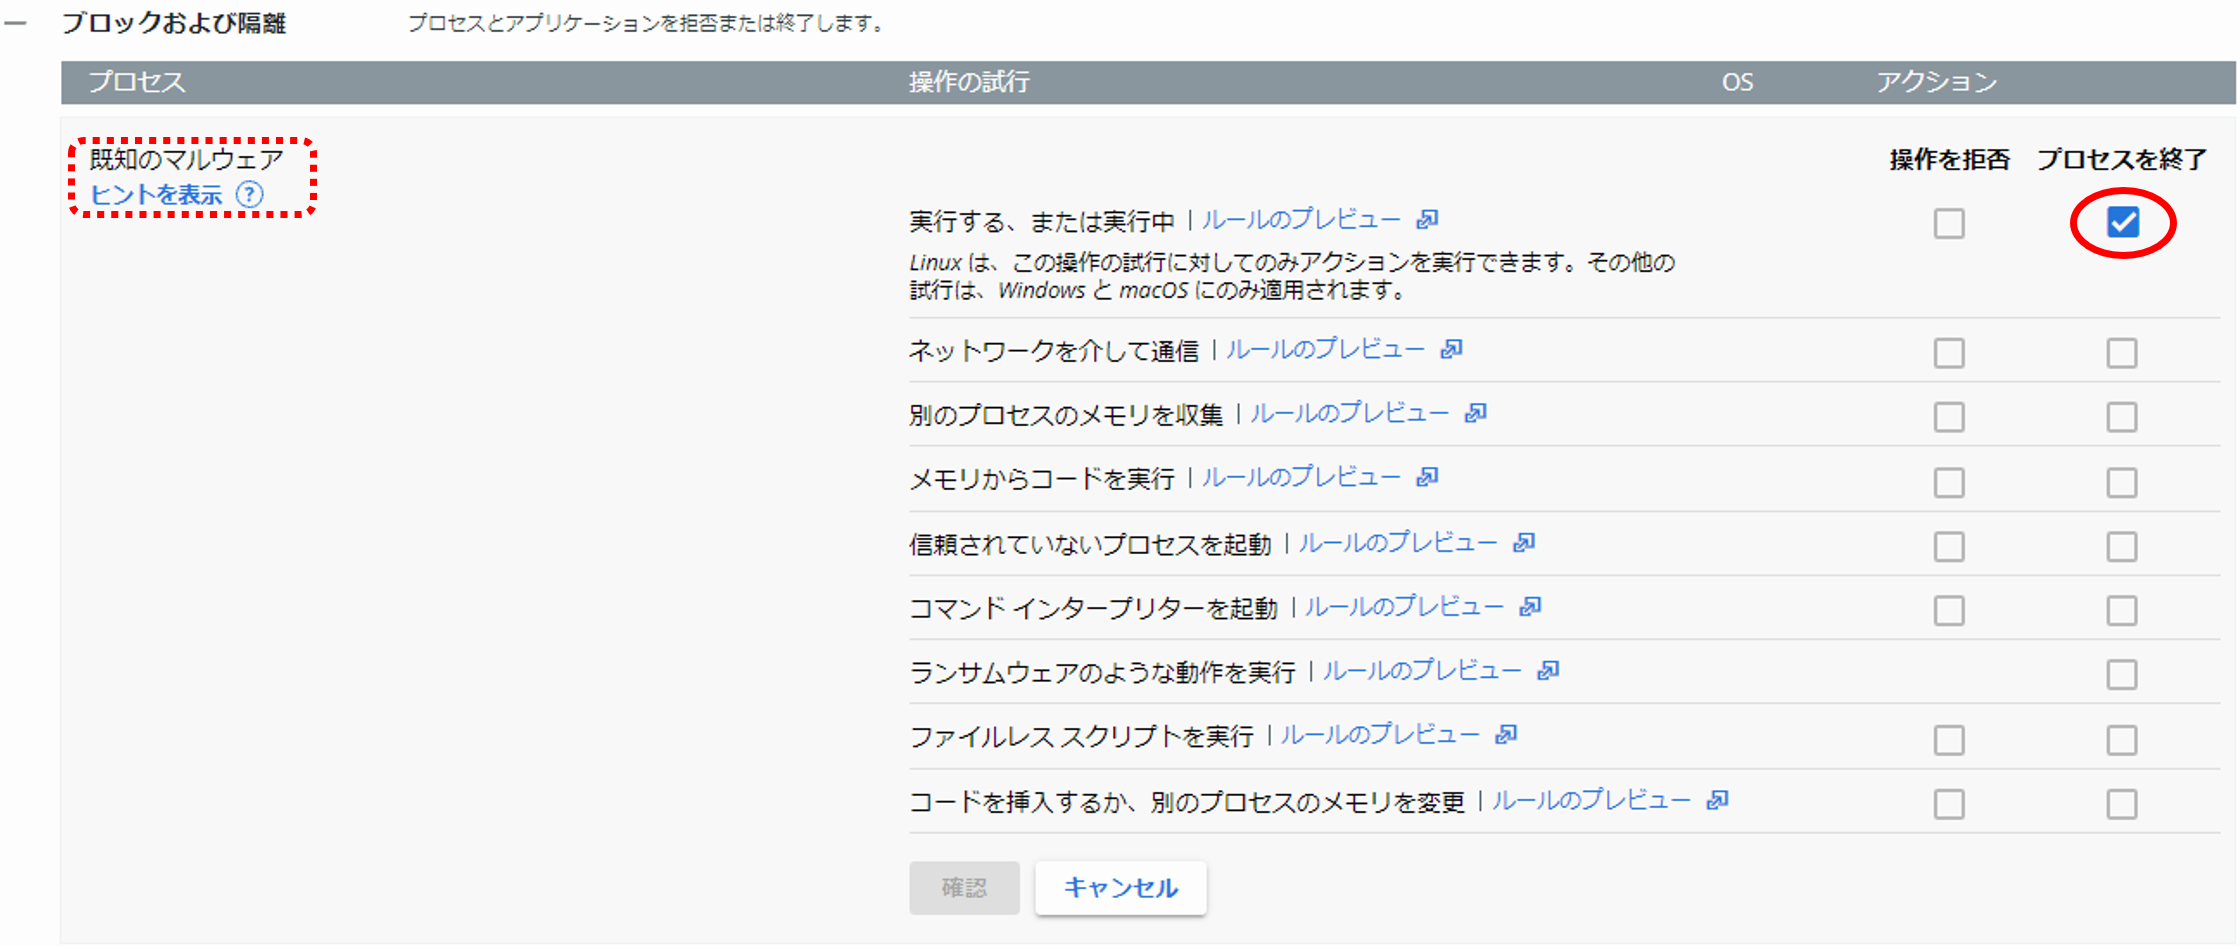 ブロックおよび隔離 プロセスとアプリケーションを拒否または終了します。
プロセス 操作の試行 OS アクション
既知のマルウェア 操作を拒否 プロセスを終了
ヒントを表示 ?
実行する、または実行中 | ルールのプレビュー
Linux は、この操作の試行に対してのみアクションを実行できます。その他の
試行は、Windows と macOS にのみ適用されます。
ネットワークを介して通信 | ルールのプレビュー
別のプロセスのメモリを収集 | ルールのプレビュー
メモリからコードを実行 | ルールのプレビュー
信頼されていないプロセスを起動 | ルールのプレビュー
コマンド インタープリターを起動 | ルールのプレビュー
ランサムウェアのような動作を実行 | ルールのプレビュー
ファイルレス スクリプトを実行 | ルールのプレビュー
コードを挿入するか、別のプロセスのメモリを変更 | ルールのプレビュー
確認 キャンセル